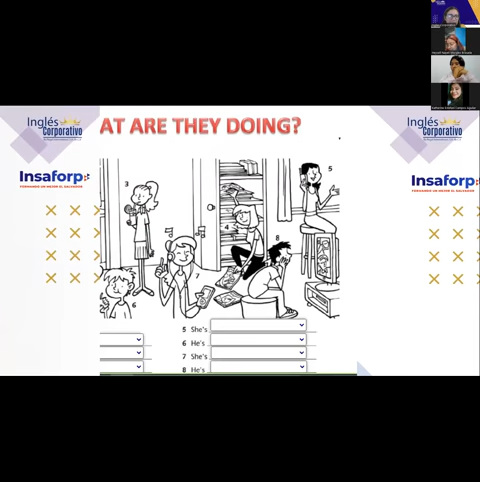 Inglés
Corporativo
Insaforp
FORMANDO UN MEJOR EL SALVADOR
AT ARE THEY DOING?
3
5
4
8
7
6
5 She's
6 He's
7 She's
8 He's
Inglés
Corporativo
Insaforp
FORMANDO UN MEJOR EL SALVADOR